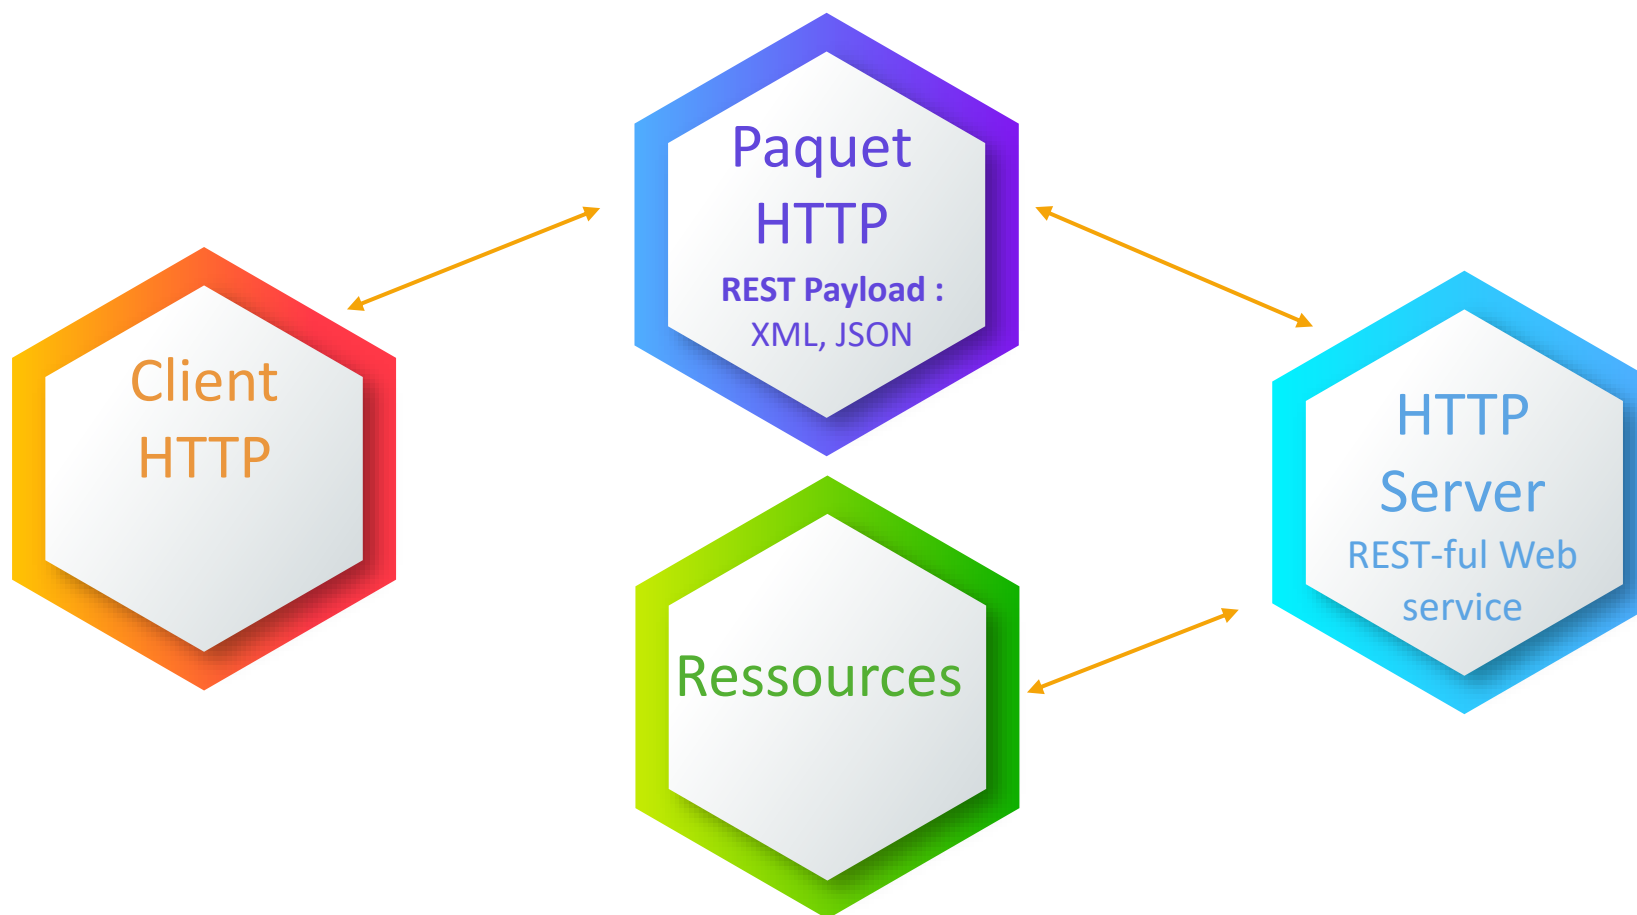 Paquet
HTTP
REST Payload :
XML, JSON
Client
HTTP
HTTP
Server
REST-ful Web
service
Ressources